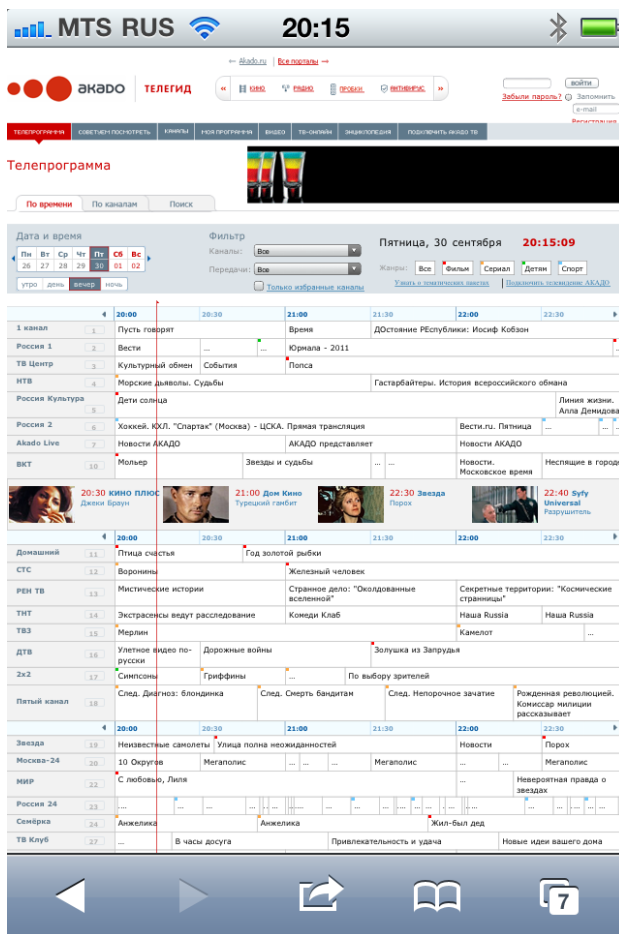 MTS RUS 20:15
← Akado.ru | Все порталы →
акадо ТЕЛЕГИД « КИНО РАДИО ПРОБКИ АНТИВИРУС » войти
Забыли пароль? Запомнить
e-mail
Регистрация
ТЕЛЕПРОГРАММА СОВЕТУЕМ ПОСМОТРЕТЬ КАНАЛЫ МОЯ ПРОГРАММА ВИДЕО ТВ-ОНЛАЙН ЭНЦИКЛОПЕДИЯ ПОДКЛЮЧИТЬ АКАДО ТВ
Телепрограмма
По времени По каналам Поиск
Дата и время Фильтр
Пятница, 30 сентября 20:15:09
Каналы: Все
Пн Вт Ср Чт Пт Сб Вс
26 27 28 29 30 01 02
Передачи: Все Жанры: Все Фильм Сериал Детям Спорт
утро день вечер ночь Только избранные каналы Узнать о тематических пакетах Подключить телевидение АКАДО
20:00 20:30 21:00 21:30 22:00 22:30
1 канал 1 Пусть говорят Время ДОстояние РЕспублики: Иосиф Кобзон
Россия 1 2 Вести ... ... Юрмала - 2011 ..
ТВ Центр 3 Культурный обмен События Попса
НТВ 4 Морские дьяволы. Судьбы Гастарбайтеры. История всероссийского обмана
Россия Культура 5 Дети солнца Линия жизни.
Алла Демидова
Россия 2 6 Хоккей. КХЛ. "Спартак" (Москва) - ЦСКА. Прямая трансляция Вести.ru. Пятница ... ... ..
Akado Live 7 Новости АКАДО АКАДО представляет Новости АКАДО
ВКТ 10 Мольер Звезды и судьбы ... ... Новости.
Московское время Неспящие в городе
20:30 КИНО ПЛЮС
Джеки Браун
21:00 Дом Кино
Турецкий гамбит
22:30 Звезда
Порох
22:40 Syfy
Universal
Разрушитель
20:00 20:30 21:00 21:30 22:00 22:30
Домашний 11 Птица счастья Год золотой рыбки
СТС 12 Воронины Железный человек
РЕН ТВ 13 Мистические истории Странное дело: "Околдованные
вселенной" Секретные территории: "Космические
странницы"
ТНТ 14 Экстрасенсы ведут расследование Комеди Клаб Наша Russia Наша Russia
ТВ3 15 Мерлин Камелот ...
ДТВ 16 Улетное видео по-
русски Дорожные войны Золушка из Запрудья
2x2 17 Симпсоны Гриффины ... По выбору зрителей
Пятый канал 18 След. Диагноз: блондинка След. Смерть бандитам След. Непорочное зачатие Рожденная революцией.
Комиссар милиции
рассказывает
20:00 20:30 21:00 21:30 22:00 22:30
Звезда 19 Неизвестные самолеты Улица полна неожиданностей Новости Порох
Москва-24 20 10 Округов Мегаполис ... ... Мегаполис ... ... Мегаполис
МИР 22 С любовью, Лиля ... Невероятная правда о
звездах
Россия 24 23
Семёрка 24 Анжелика Анжелика Жил-был дед
ТВ Клуб 27 ... В часы досуга Привлекательность и удача Новые идеи вашего дома
7